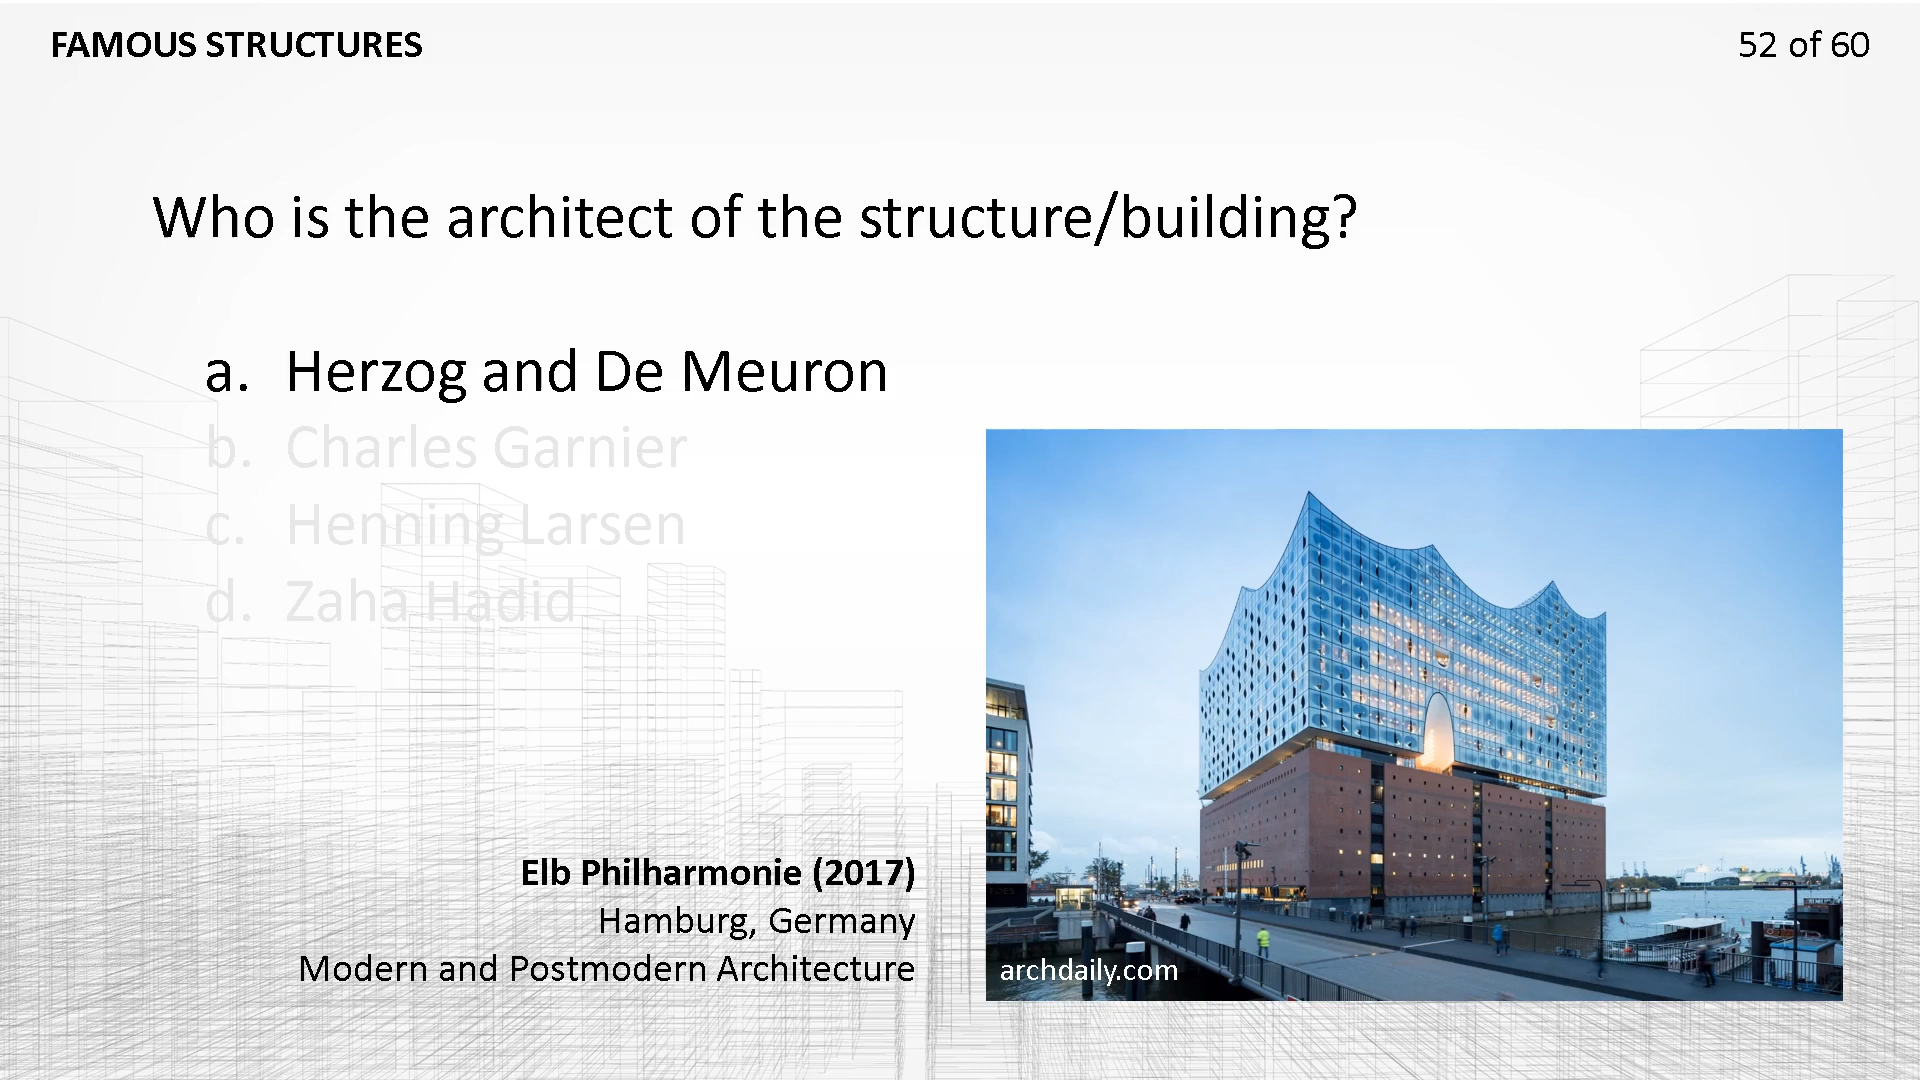 FAMOUS STRUCTURES
52 of 60
Who is the architect of the structure/building?
a. Herzog and De Meuron
b. Charles Garnier
c. Henning Larsen
d. Zaha Hadid
Elb Philharmonie (2017)
Hamburg, Germany
Modern and Postmodern Architecture
archdaily.com